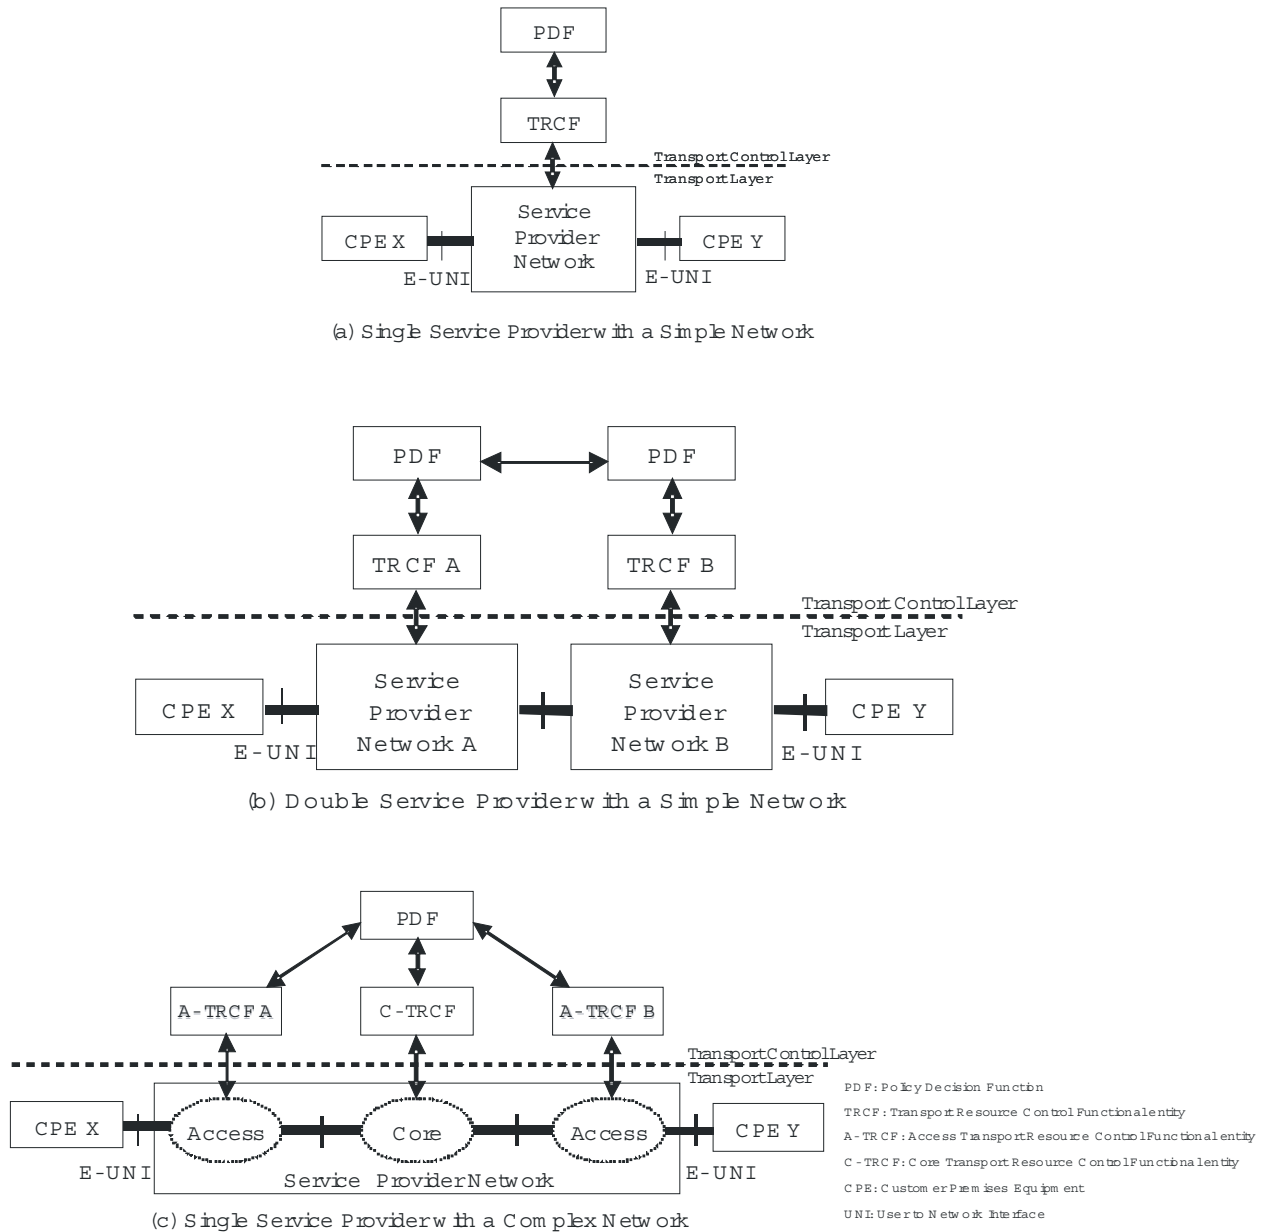 PDF
TRCF
Transport Control Layer
Transport Layer
Service
Provider
Network
CPE X
CPE Y
E-UNI
E-UNI
(a) Single Service Provider with a Simple Network
PDF
PDF
TRCF A
TRCF B
Transport Control Layer
Transport Layer
Service
Provider
Network A
Service
Provider
Network B
CPE X
CPE Y
E-UNI
E-UNI
(b) Double Service Provider with a Simple Network
PDF
A-TRCF A
C-TRCF
A-TRCF B
Transport Control Layer
Transport Layer
CPE X
Access
Core
Access
CPE Y
E-UNI
Service Provider Network
E-UNI
(c) Single Service Provider with a Complex Network
PDF: Policy Decision Function
TRCF: Transport Resource Control Functional entity
A-TRCF: Access Transport Resource Control Functional entity
C-TRCF: Core Transport Resource Control Functional entity
CPE: Customer Premises Equipment
UNI: User to Network Interface